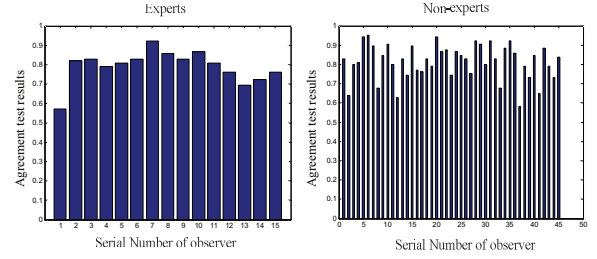 Experts
Agreement test results
1
0.9
0.8
0.7
0.6
0.5
0.4
0.3
0.2
0.1
0
1 2 3 4 5 6 7 8 9 10 11 12 13 14 15
Serial Number of observer
Non-experts
Agreement test results
1
0.9
0.8
0.7
0.6
0.5
0.4
0.3
0.2
0.1
0
0 5 10 15 20 25 30 35 40 45 50
Serial Number of observer